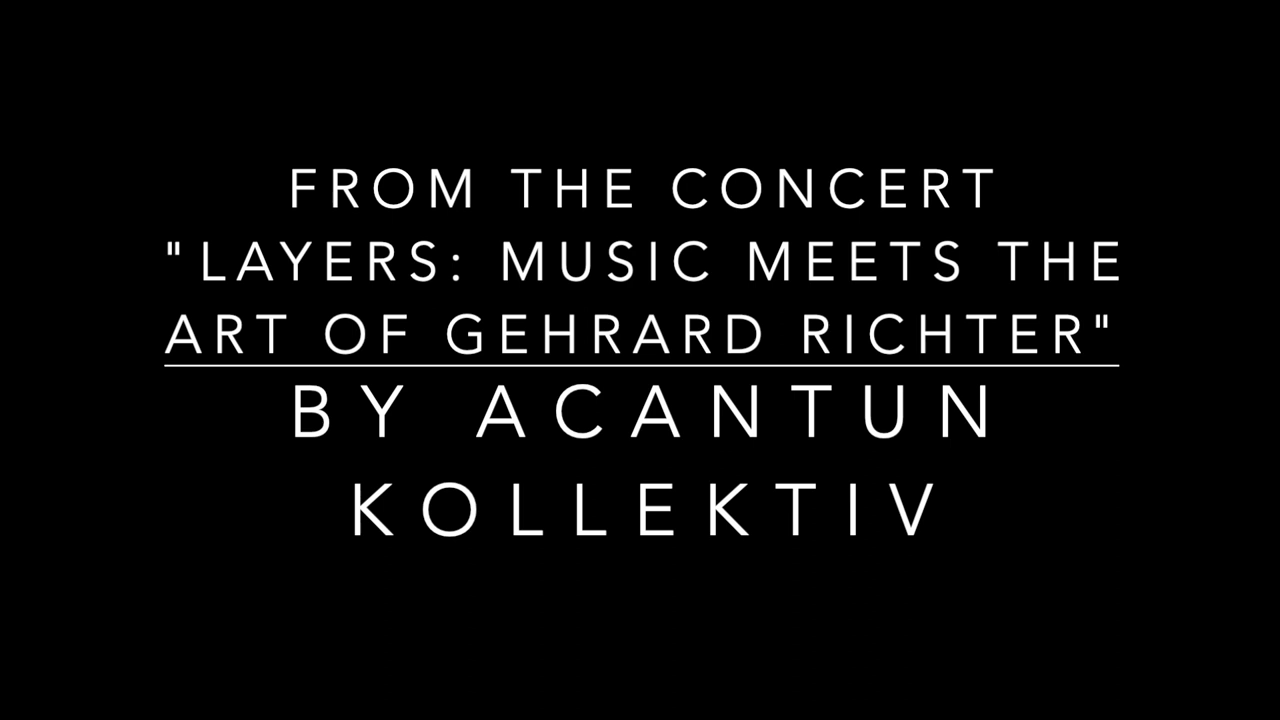 FROM THE CONCERT
"LAYERS: MUSIC MEETS THE
ART OF GEHRARD RICHTER"
BY ACANTUN
KOLLEKTIV